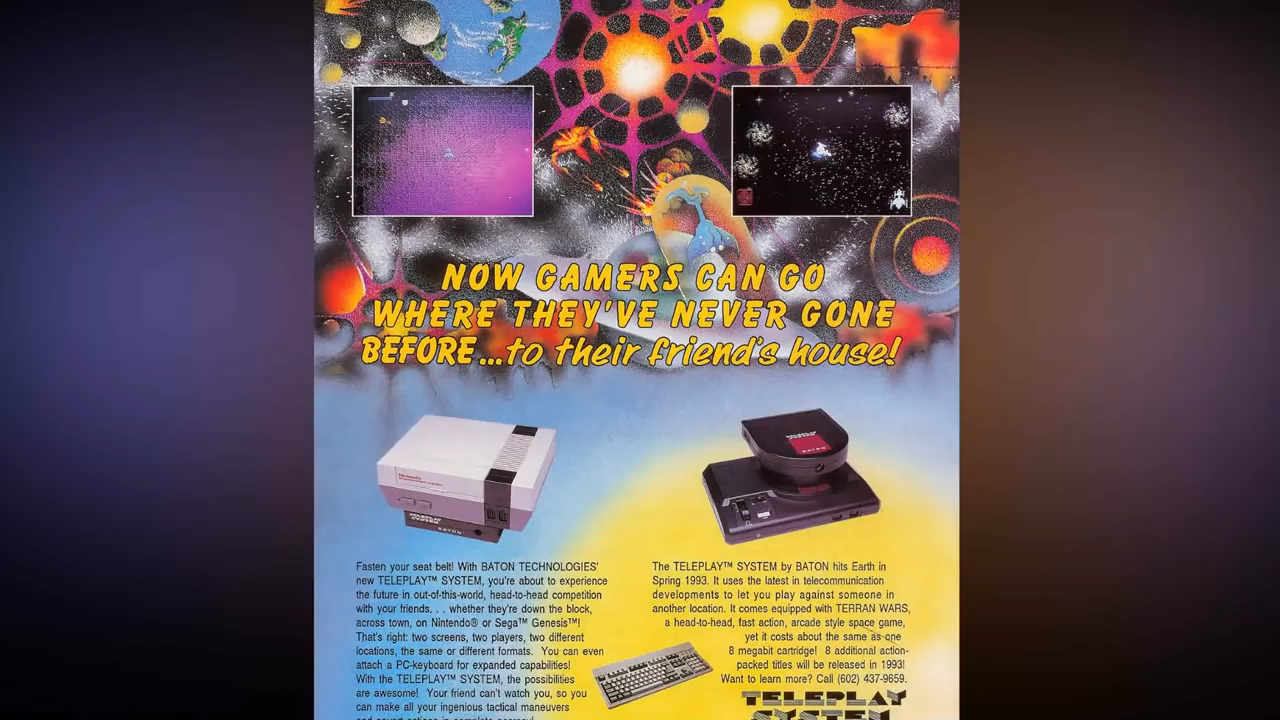 NOW GAMERS CAN GO
WHERE THEY'VE NEVER GONE
BEFORE...to their friend's house!
Nintendo
TELEPLAY
SYSTEM
BATON
TELEPLAY
SYSTEM
BATON
Fasten your seat belt! With BATON TECHNOLOGIES'
new TELEPLAY™ SYSTEM, you're about to experience
the future in out-of-this-world, head-to-head competition
with your friends. . . whether they're down the block,
across town, on Nintendo® or Sega™ Genesis™!
That's right: two screens, two players, two different
locations, the same or different formats. You can even
attach a PC-keyboard for expanded capabilities!
With the TELEPLAY™ SYSTEM, the possibilities
are awesome! Your friend can't watch you, so you
can make all your ingenious tactical maneuvers
The TELEPLAY™ SYSTEM by BATON hits Earth in
Spring 1993. It uses the latest in telecommunication
developments to let you play against someone in
another location. It comes equipped with TERRAN WARS,
a head-to-head, fast action, arcade style space game,
yet it costs about the same as one
8 megabit cartridge! 8 additional action-
packed titles will be released in 1993!
Want to learn more? Call (602) 437-9659.
TELEPLAY
SYSTEM